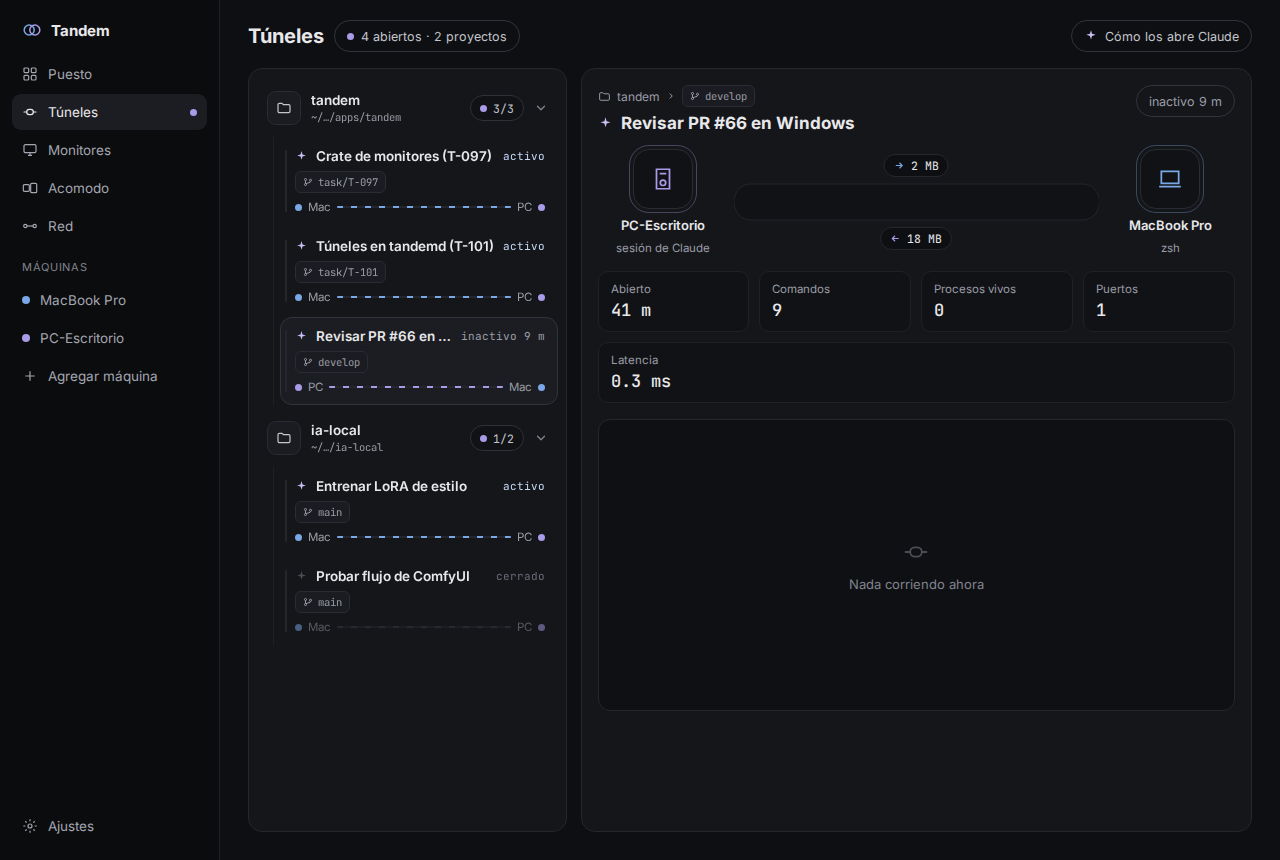 Tandem
Puesto
Túneles
Monitores
Acomodo
Red
MÁQUINAS
MacBook Pro
PC-Escritorio
Agregar máquina
Ajustes
Túneles
4 abiertos · 2 proyectos
Cómo los abre Claude
tandem
~/…/apps/tandem
3/3
Crate de monitores (T-097)
activo
task/T-097
Mac
PC
Túneles en tandemd (T-101)
activo
task/T-101
Mac
PC
Revisar PR #66 en ...
inactivo 9 m
develop
PC
Mac
ia-local
~/…/ia-local
1/2
Entrenar LoRA de estilo
activo
main
Mac
PC
Probar flujo de ComfyUI
cerrado
main
Mac
PC
tandem › develop
inactivo 9 m
Revisar PR #66 en Windows
→ 2 MB
← 18 MB
PC-Escritorio
sesión de Claude
MacBook Pro
zsh
Abierto
41 m
Comandos
9
Procesos vivos
0
Puertos
1
Latencia
0.3 ms
Nada corriendo ahora